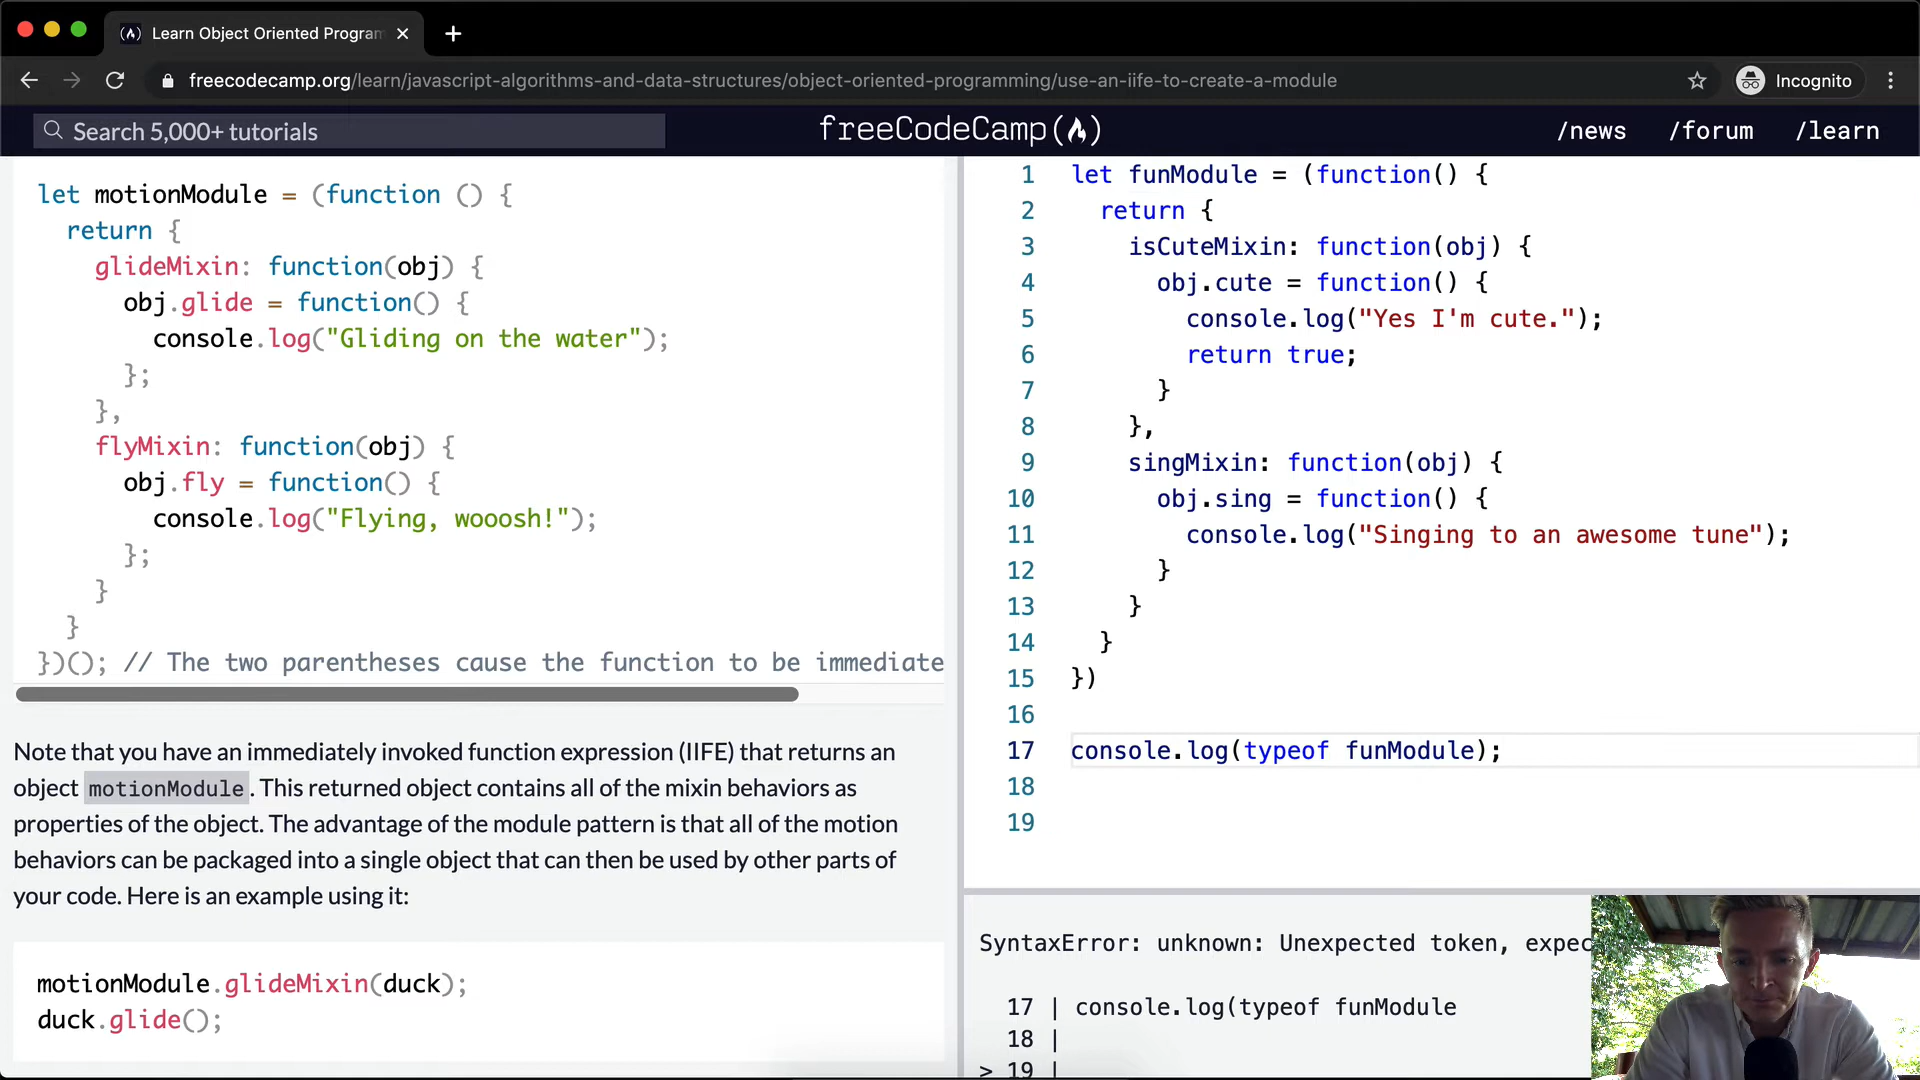 Learn Object Oriented Program
freecodecamp.org/learn/javascript-algorithms-and-data-structures/object-oriented-programming/use-an-iife-to-create-a-module
Incognito
Search 5,000+ tutorials
freeCodeCamp(🔥)
/news /forum /learn
let motionModule = (function () {
return {
glideMixin: function(obj) {
obj.glide = function() {
console.log("Gliding on the water");
};
},
flyMixin: function(obj) {
obj.fly = function() {
console.log("Flying, wooosh!");
};
}
}
})(); // The two parentheses cause the function to be immediate
Note that you have an immediately invoked function expression (IIFE) that returns an
object motionModule. This returned object contains all of the mixin behaviors as
properties of the object. The advantage of the module pattern is that all of the motion
behaviors can be packaged into a single object that can then be used by other parts of
your code. Here is an example using it:
motionModule.glideMixin(duck);
duck.glide();
1 let funModule = (function() {
2 return {
3 isCuteMixin: function(obj) {
4 obj.cute = function() {
5 console.log("Yes I'm cute.");
6 return true;
7 }
8 },
9 singMixin: function(obj) {
10 obj.sing = function() {
11 console.log("Singing to an awesome tune");
12 }
13 }
14 }
15 })
16
17 console.log(typeof funModule);
18
19
SyntaxError: unknown: Unexpected token, expec
17 | console.log(typeof funModule
18 |
> 19 |